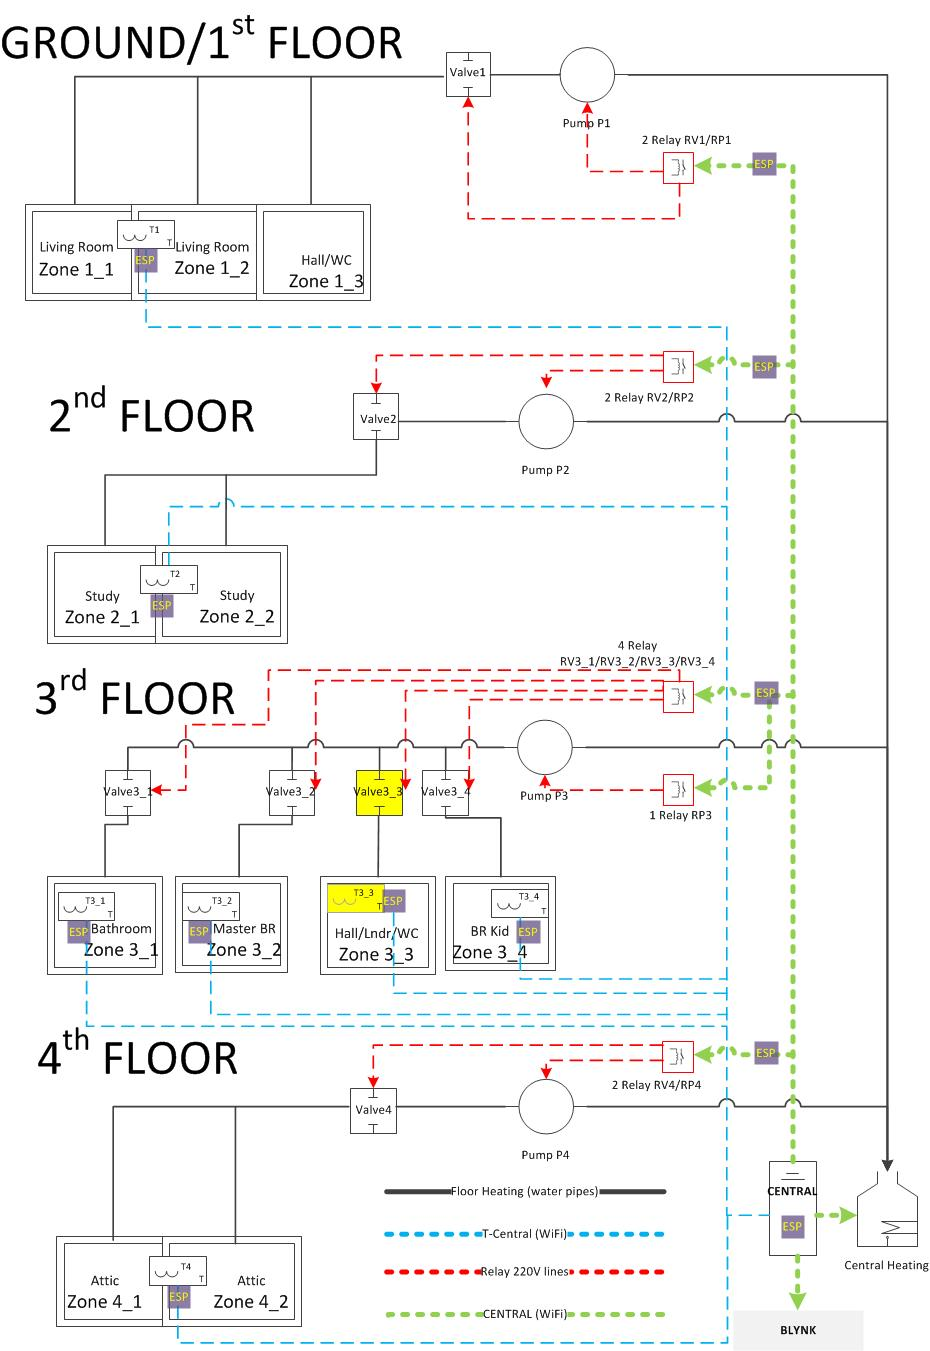 GROUND/1st FLOOR
Valve1
Pump P1
2 Relay RV1/RP1
ESP
T1
T
ESP
Living Room
Zone 1_1
Living Room
Zone 1_2
Hall/WC
Zone 1_3
2nd FLOOR
Valve2
Pump P2
2 Relay RV2/RP2
ESP
T2
T
ESP
Study
Zone 2_1
Study
Zone 2_2
3rd FLOOR
4 Relay
RV3_1/RV3_2/RV3_3/RV3_4
ESP
Valve3_1
Valve3_2
Valve3_3
Valve3_4
Pump P3
1 Relay RP3
T3_1
T
ESP
Bathroom
Zone 3_1
T3_2
T
ESP
Master BR
Zone 3_2
T3_3
T
ESP
Hall/Lndr/WC
Zone 3_3
T3_4
T
ESP
BR Kid
Zone 3_4
4th FLOOR
Valve4
Pump P4
2 Relay RV4/RP4
ESP
T4
T
ESP
Attic
Zone 4_1
Attic
Zone 4_2
Floor Heating (water pipes)
T-Central (WiFi)
Relay 220V lines
CENTRAL (WiFi)
CENTRAL
ESP
Central Heating
BLYNK